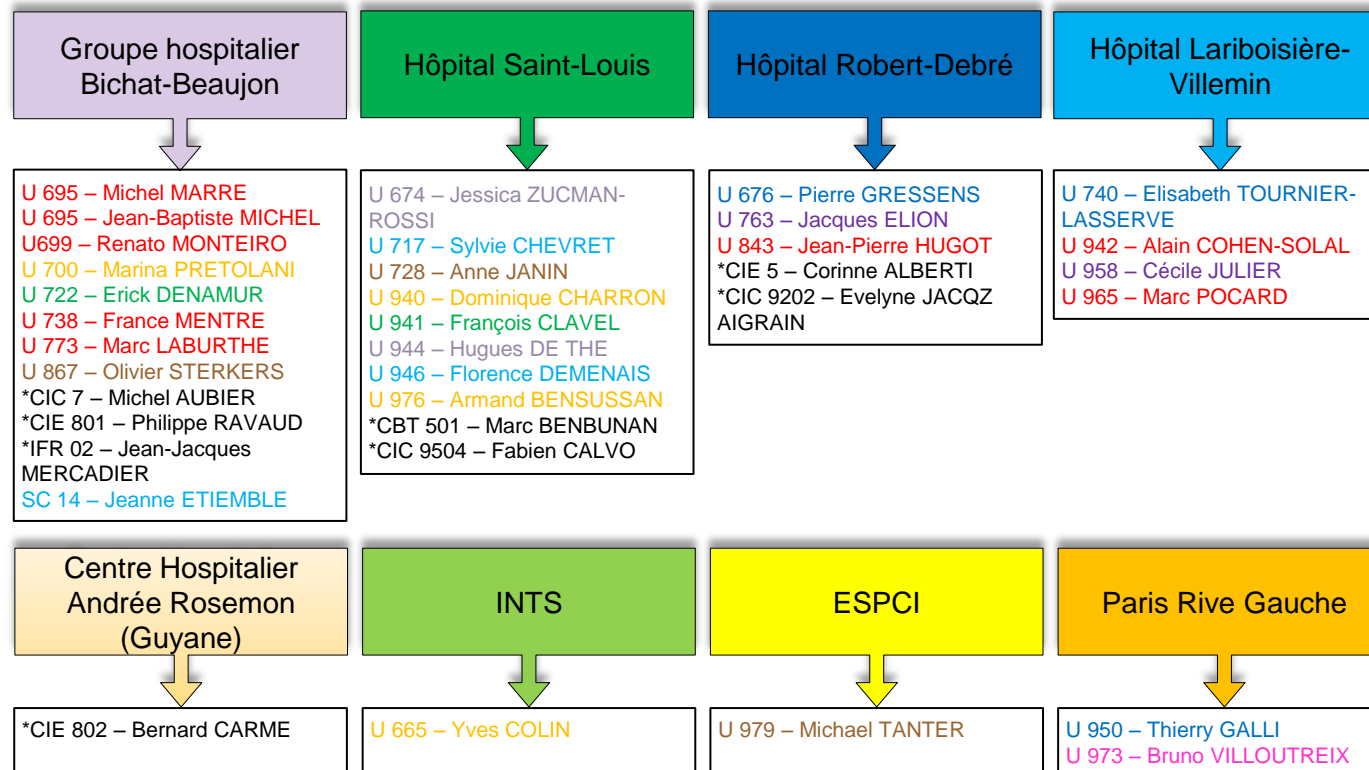 Groupe hospitalier
Bichat-Beaujon
U 695 – Michel MARRE
U 695 – Jean-Baptiste MICHEL
U699 – Renato MONTEIRO
U 700 – Marina PRETOLANI
U 722 – Erick DENAMUR
U 738 – France MENTRE
U 773 – Marc LABURTHE
U 867 – Olivier STERKERS
*CIC 7 – Michel AUBIER
*CIE 801 – Philippe RAVAUD
*IFR 02 – Jean-Jacques
MERCADIER
SC 14 – Jeanne ETIEMBLE
Hôpital Saint-Louis
U 674 – Jessica ZUCMAN-
ROSSI
U 717 – Sylvie CHEVRET
U 728 – Anne JANIN
U 940 – Dominique CHARRON
U 941 – François CLAVEL
U 944 – Hugues DE THE
U 946 – Florence DEMENAIS
U 976 – Armand BENSUSSAN
*CBT 501 – Marc BENBUNAN
*CIC 9504 – Fabien CALVO
Hôpital Robert-Debré
U 676 – Pierre GRESSENS
U 763 – Jacques ELION
U 843 – Jean-Pierre HUGOT
*CIE 5 – Corinne ALBERTI
*CIC 9202 – Evelyne JACQZ
AIGRAIN
Hôpital Lariboisière-
Villemin
U 740 – Elisabeth TOURNIER-
LASSERVE
U 942 – Alain COHEN-SOLAL
U 958 – Cécile JULIER
U 965 – Marc POCARD
Centre Hospitalier
Andrée Rosemon
(Guyane)
*CIE 802 – Bernard CARME
INTS
U 665 – Yves COLIN
ESPCI
U 979 – Michael TANTER
Paris Rive Gauche
U 950 – Thierry GALLI
U 973 – Bruno VILLOUTREIX